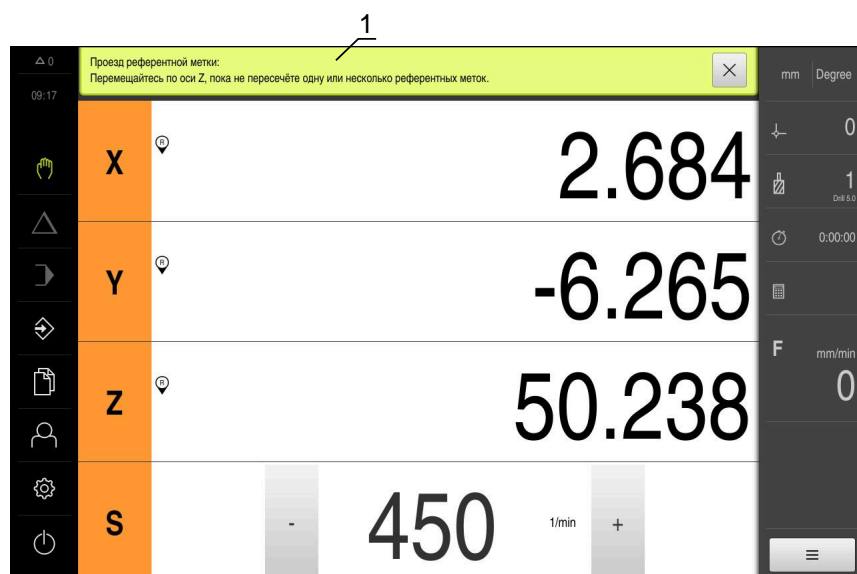 1
0
09:17
Проезд референтной метки:
Перемещайтесь по оси Z, пока не пересечёте одну или несколько референтных меток.
mm Degree
X R 2.684
Y R -6.265
Z R 50.238
S - 450 1/min +
0
1
Drill 5.0
0:00:00
F mm/min
0